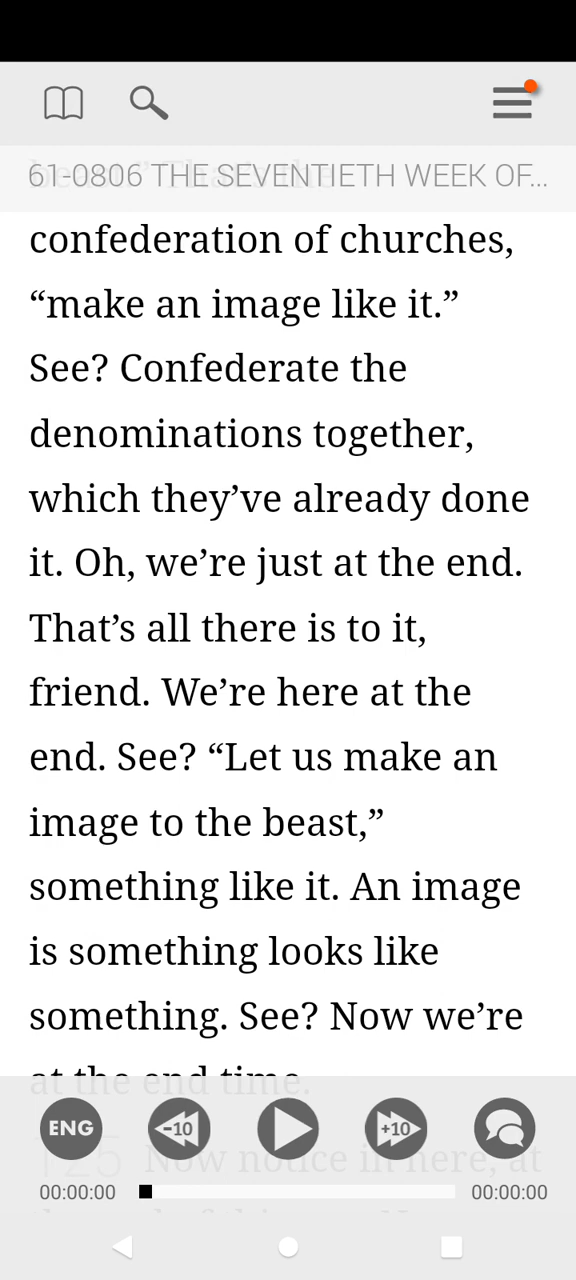 61-0806 THE SEVENTIETH WEEK OF...
beast.” That’s the
confederation of churches,
“make an image like it.”
See? Confederate the
denominations together,
which they’ve already done
it. Oh, we’re just at the end.
That’s all there is to it,
friend. We’re here at the
end. See? “Let us make an
image to the beast,”
something like it. An image
is something looks like
something. See? Now we’re
at the end time.
ENG
-10
+10
125 Now notice in here, at
00:00:00
00:00:00